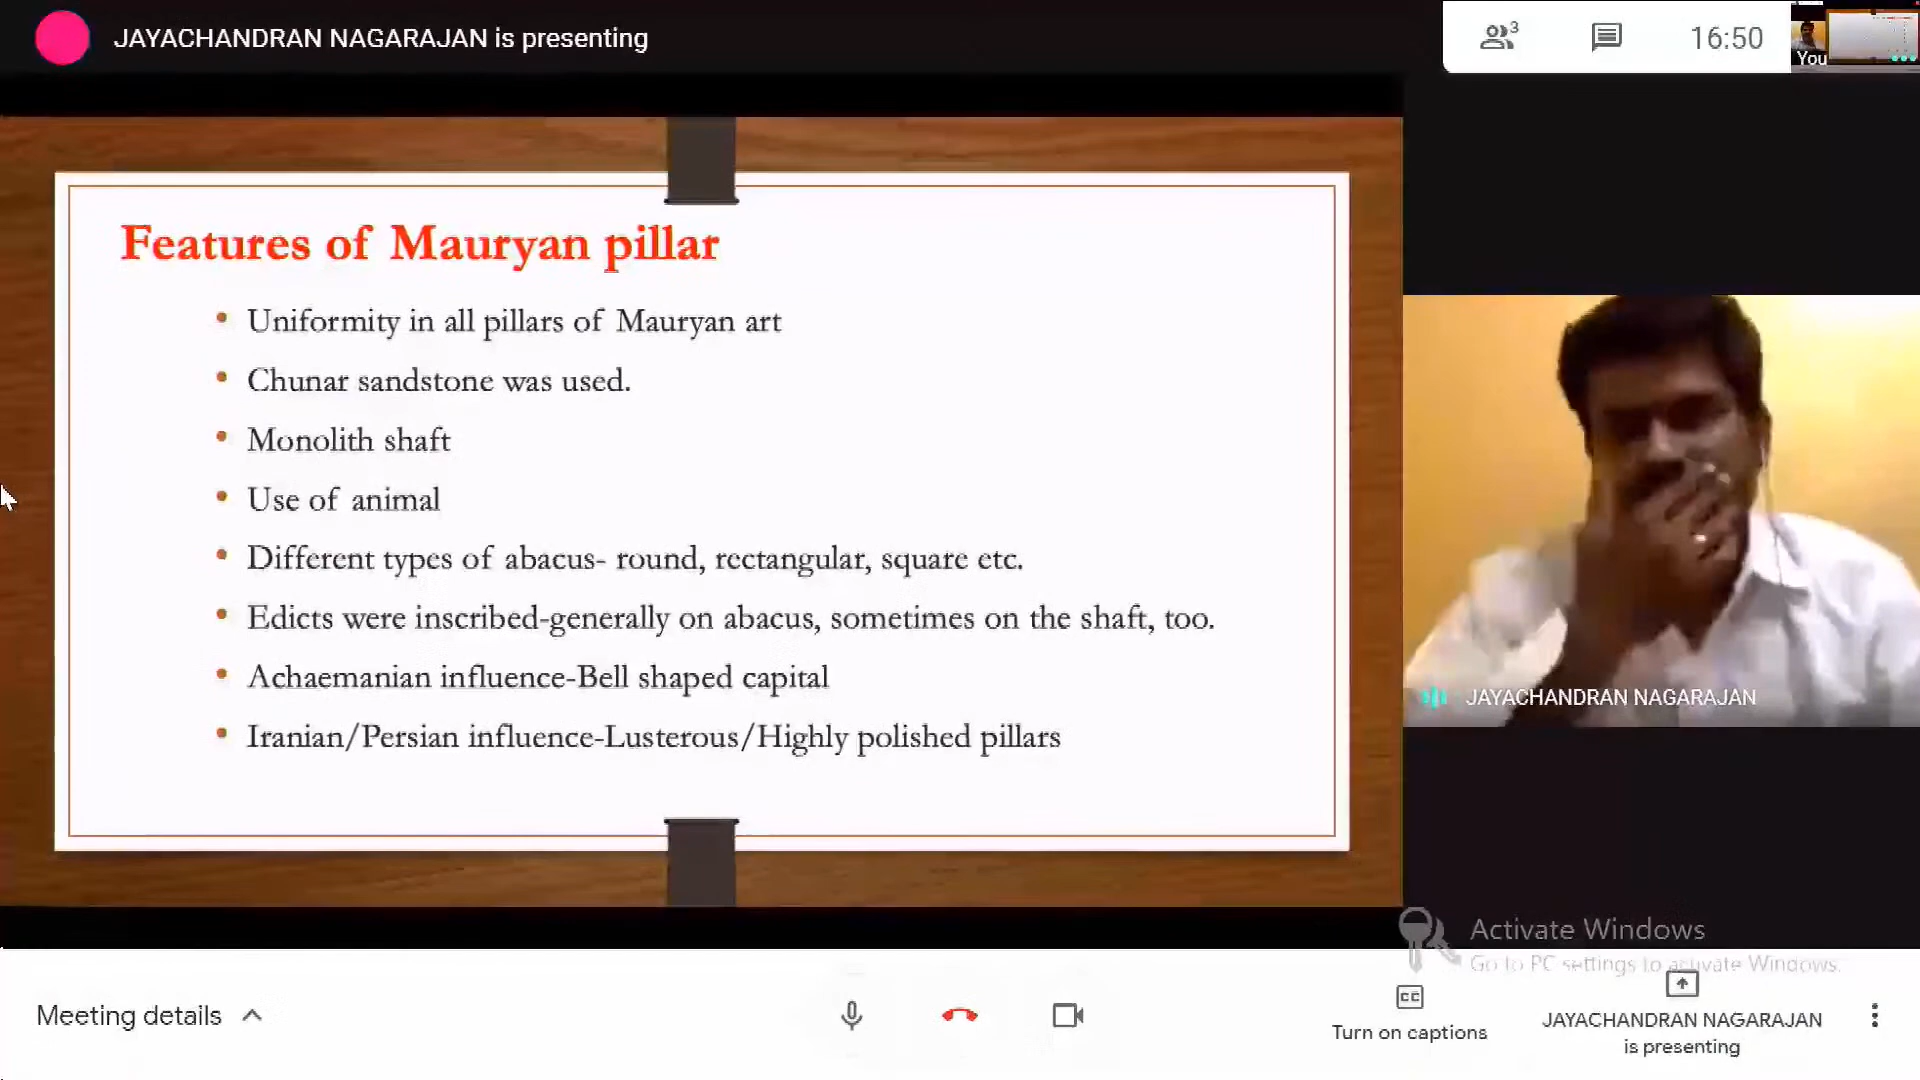 JAYACHANDRAN NAGARAJAN is presenting
3
16:50
You
Features of Mauryan pillar
• Uniformity in all pillars of Mauryan art
• Chunar sandstone was used.
• Monolith shaft
• Use of animal
• Different types of abacus- round, rectangular, square etc.
• Edicts were inscribed-generally on abacus, sometimes on the shaft, too.
• Achaemanian influence-Bell shaped capital
• Iranian/Persian influence-Lusterous/Highly polished pillars
JAYACHANDRAN NAGARAJAN
Activate Windows
Go to PC settings to activate Windows.
Meeting details
CC
Turn on captions
JAYACHANDRAN NAGARAJAN
is presenting